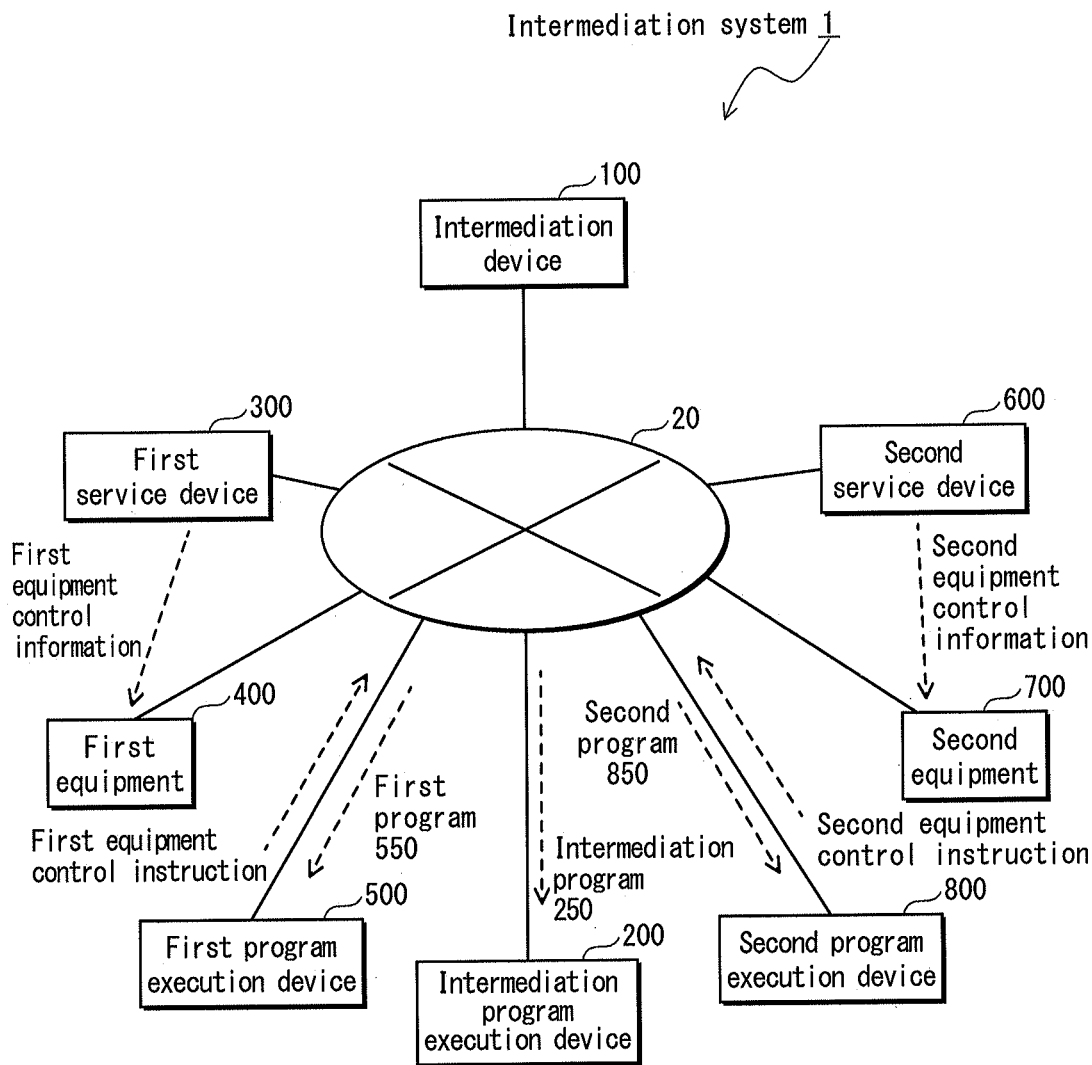 Intermediation system 1
100
Intermediation
device
300
First
service device
20
600
Second
service device
First
equipment
control
information
Second
equipment
control
information
400
First
equipment
700
Second
equipment
First equipment
control instruction
First
program
550
Second
program
850
Intermediation
program
250
Second equipment
control instruction
500
First program
execution device
200
Intermediation
program
execution device
800
Second program
execution device